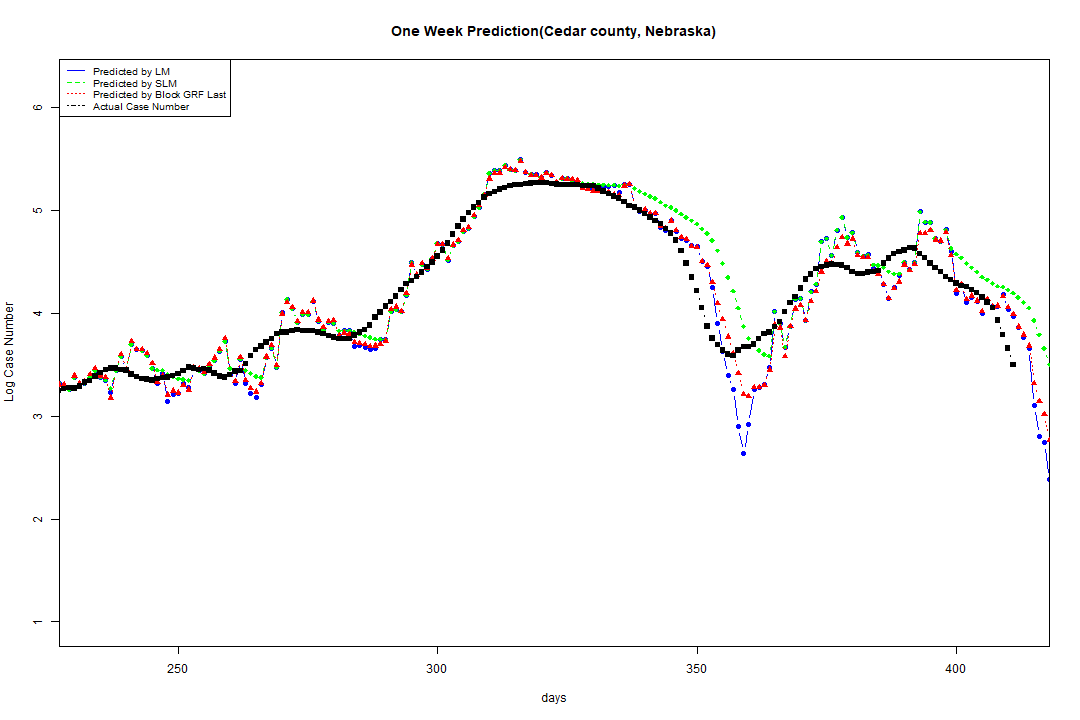 One Week Prediction(Cedar county, Nebraska)
Predicted by LM
Predicted by SLM
Predicted by Block GRF Last
Actual Case Number
Log Case Number
6
5
4
3
2
1
250 300 350 400
days